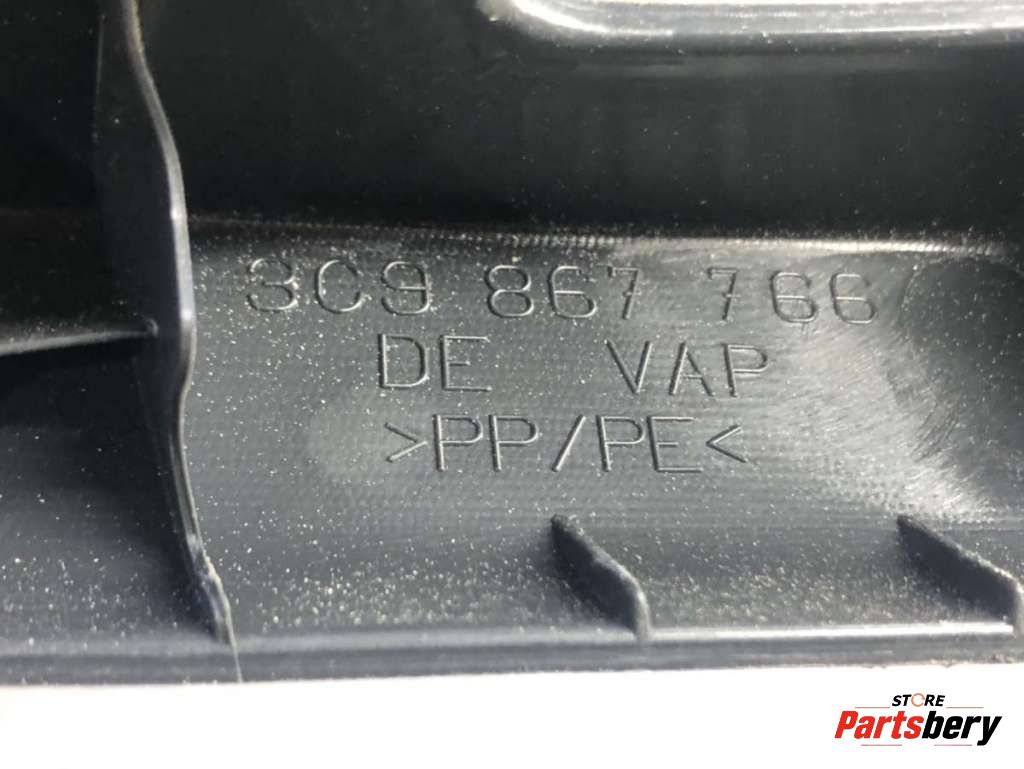 3C9 867 766
DE VAP
>PP/PE<
STORE
Partsbery